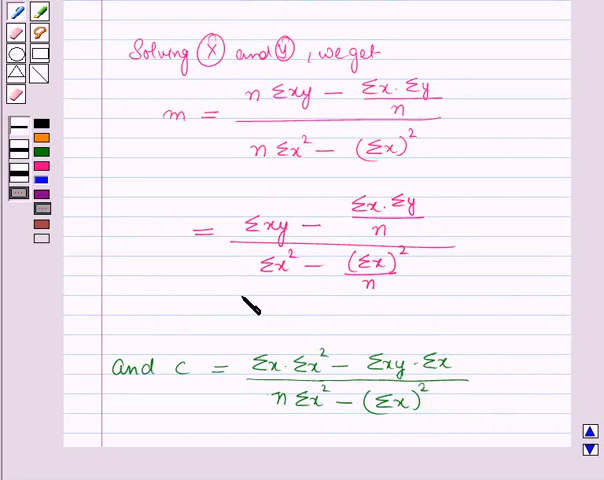 Solving (x) and (y), we get
m = (n Σxy − (Σx · Σy)/n) / (n Σx² − (Σx)²)
= (Σxy − (Σx · Σy)/n) / (Σx² − (Σx)²/n)
and c = (Σx · Σx² − Σxy · Σx) / (n Σx² − (Σx)²)